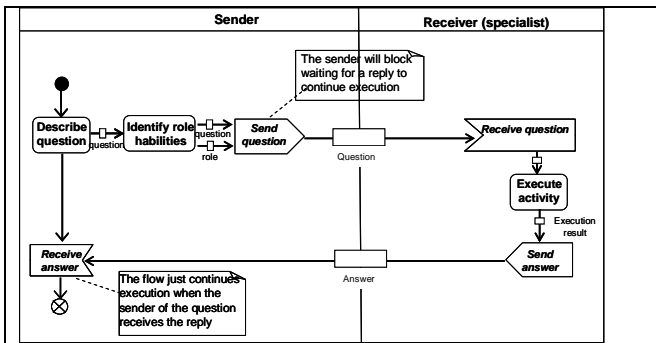 Sender
Receiver (specialist)
The sender will block
waiting for a reply to
continue execution
Describe
question
question
Identify role
habilities
question
role
Send
question
Question
Receive question
Execute
activity
Execution
result
Send
answer
Answer
Receive
answer
The flow just continues
execution when the
sender of the question
receives the reply